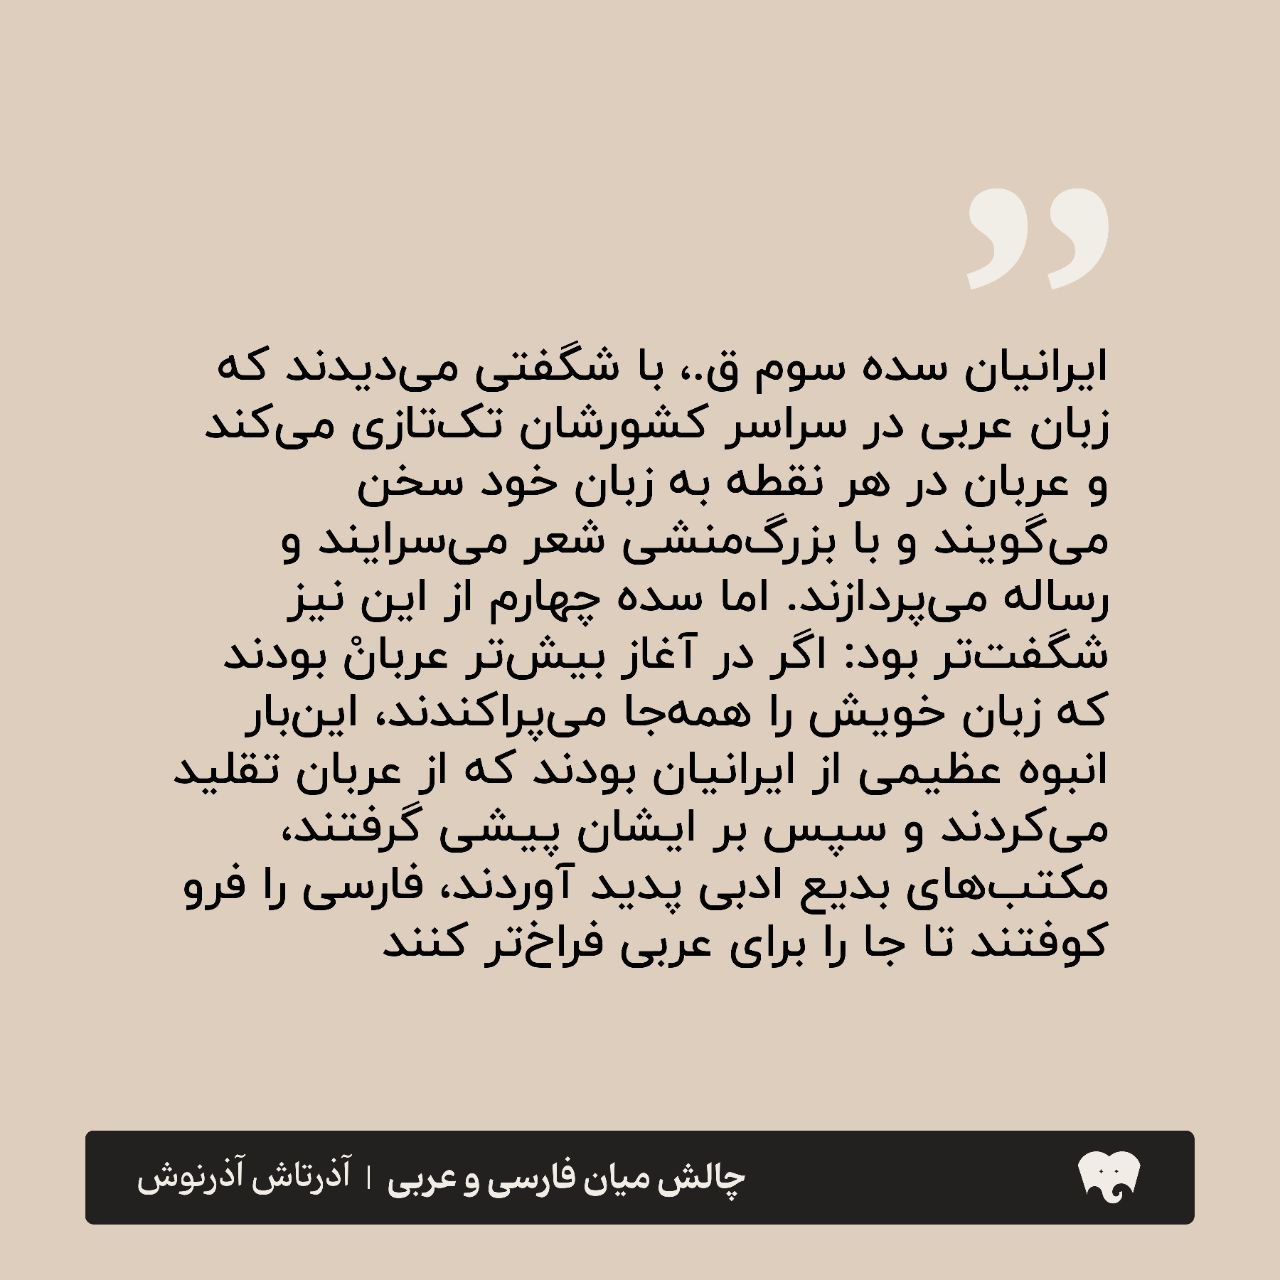 ”
ایرانیان سده سوم ق.، با شگفتی می‌دیدند که
زبان عربی در سراسر کشورشان تک‌تازی می‌کند
و عربان در هر نقطه به زبان خود سخن
می‌گویند و با بزرگ‌منشی شعر می‌سرایند و
رساله می‌پردازند. اما سده چهارم از این نیز
شگفت‌تر بود: اگر در آغاز بیش‌تر عربانْ بودند
که زبان خویش را همه‌جا می‌پراکندند، این‌بار
انبوه عظیمی از ایرانیان بودند که از عربان تقلید
می‌کردند و سپس بر ایشان پیشی گرفتند،
مکتب‌های بدیع ادبی پدید آوردند، فارسی را فرو
کوفتند تا جا را برای عربی فراخ‌تر کنند
چالش میان فارسی و عربی | آذرتاش آذرنوش